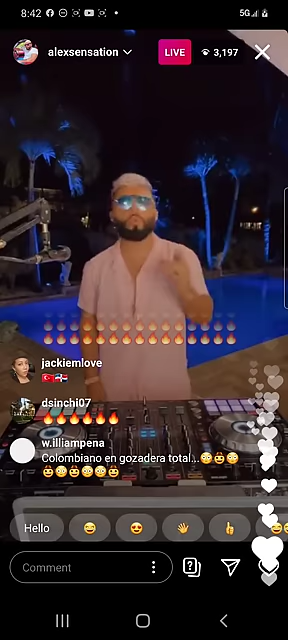 8:42
5G
alexsensation
LIVE
3,197
🔥🔥🔥🔥🔥🔥🔥🔥🔥🔥🔥🔥
🔥🔥🔥🔥🔥🔥🔥🔥🔥🔥🔥🔥
jackiemlove
🇹🇷🇩🇴
dsinchi07
🔥🔥🔥🔥🔥🔥
w.illiampena
Colombiano en gozadera total...🤠😳🤠
🤠😳🤠😳🤠🤠
Hello
Comment